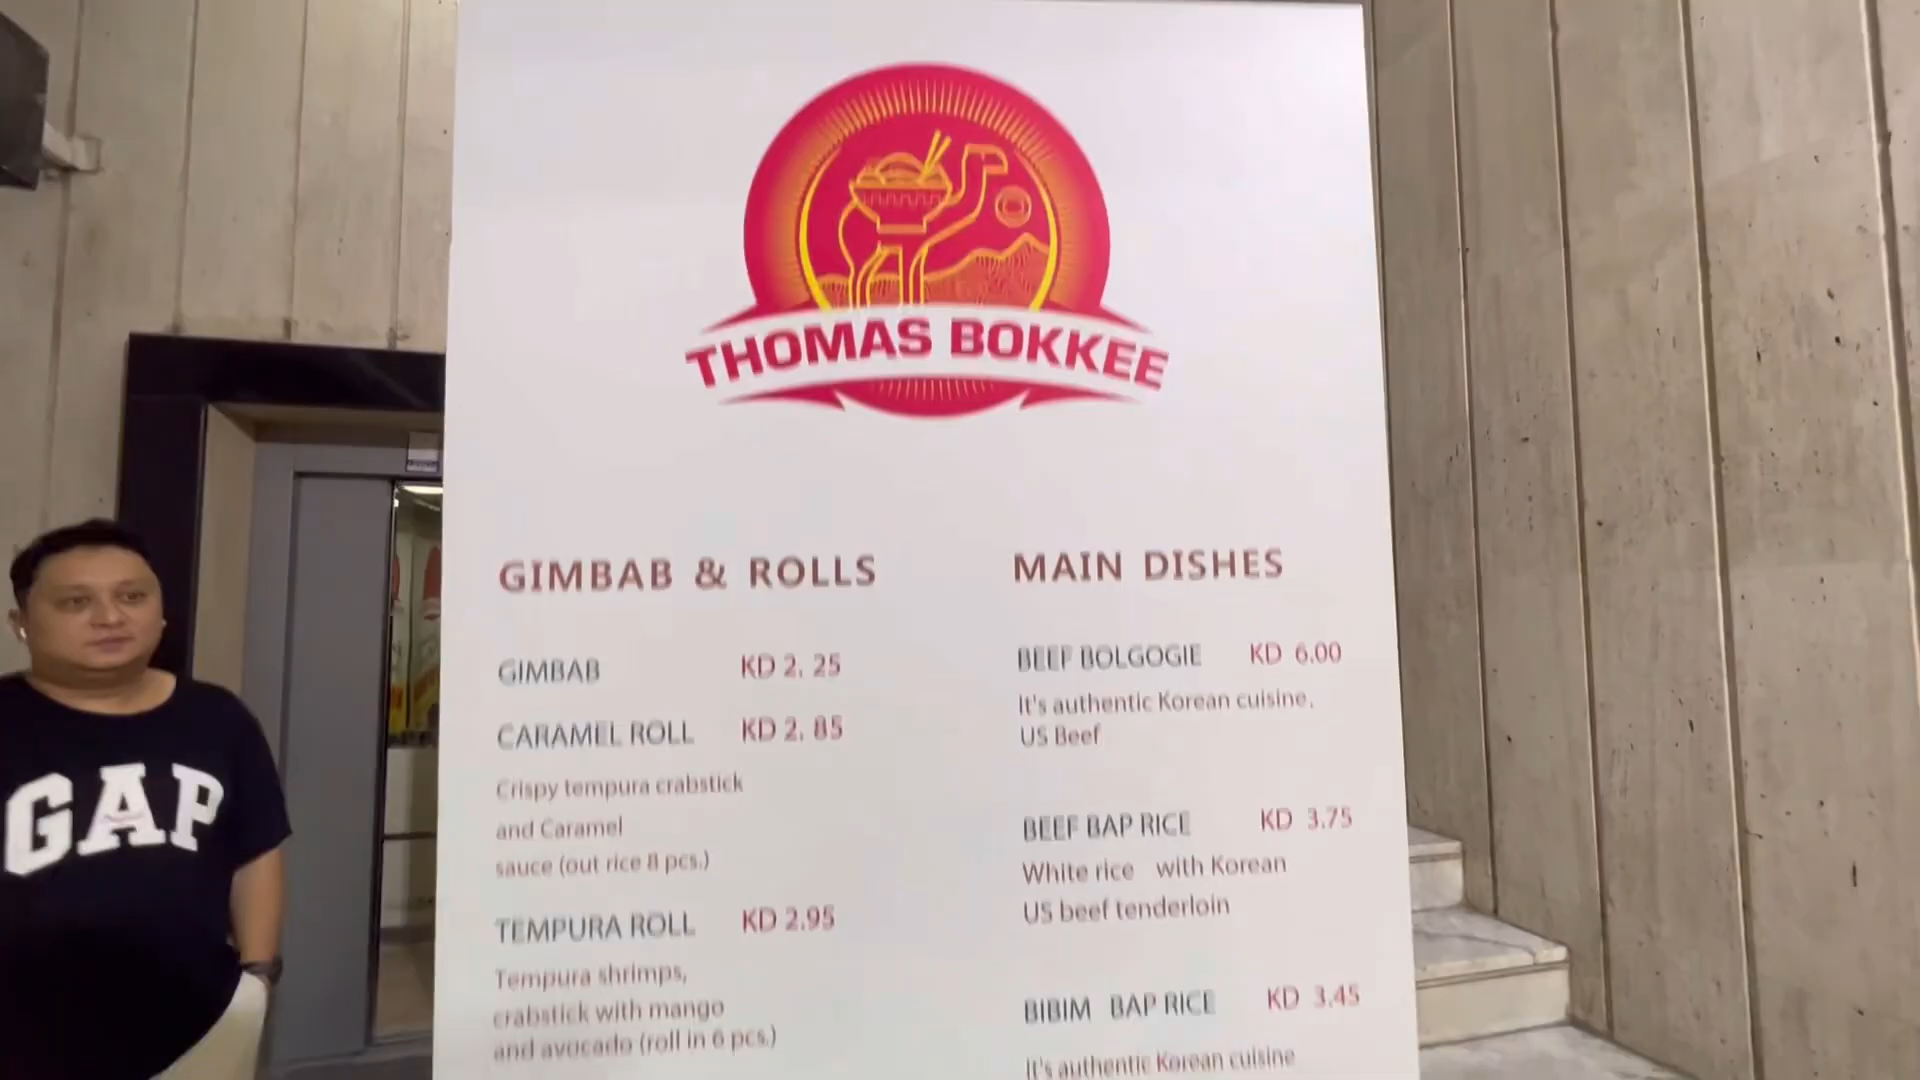 THOMAS BOKKEE
GIMBAB & ROLLS
GIMBAB KD 2. 25
CARAMEL ROLL KD 2. 85
Crispy tempura crabstick
and Caramel
sauce (out rice 8 pcs.)
TEMPURA ROLL KD 2.95
Tempura shrimps,
crabstick with mango
and avocado (roll in 6 pcs.)
MAIN DISHES
BEEF BOLGOGIE KD 6.00
It's authentic Korean cuisine.
US Beef
BEEF BAP RICE KD 3.75
White rice with Korean
US beef tenderloin
BIBIM BAP RICE KD 3.45
It's authentic Korean cuisine
GAP